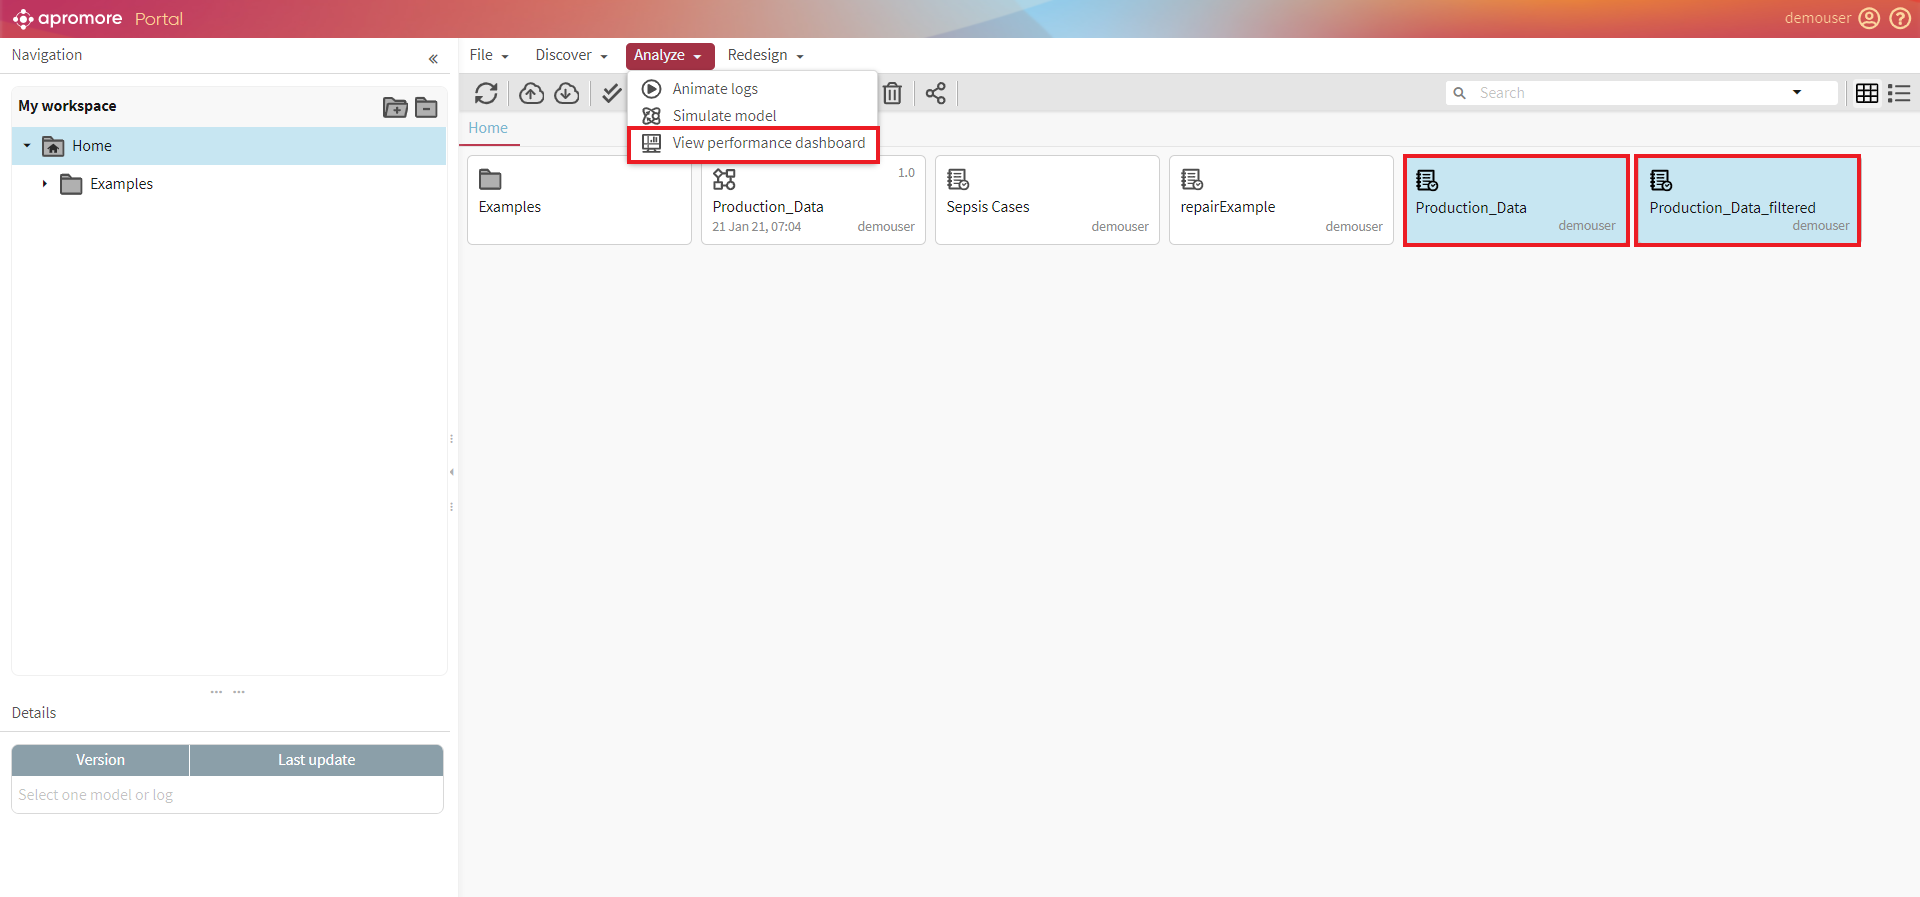 apromore Portal
demouser
Navigation
File
Discover
Analyze
Redesign
My workspace
Home
Examples
Animate logs
Simulate model
View performance dashboard
Search
Home
Examples
Production_Data
1.0
21 Jan 21, 07:04
demouser
Sepsis Cases
demouser
repairExample
demouser
Production_Data
demouser
Production_Data_filtered
demouser
Details
Version
Last update
Select one model or log